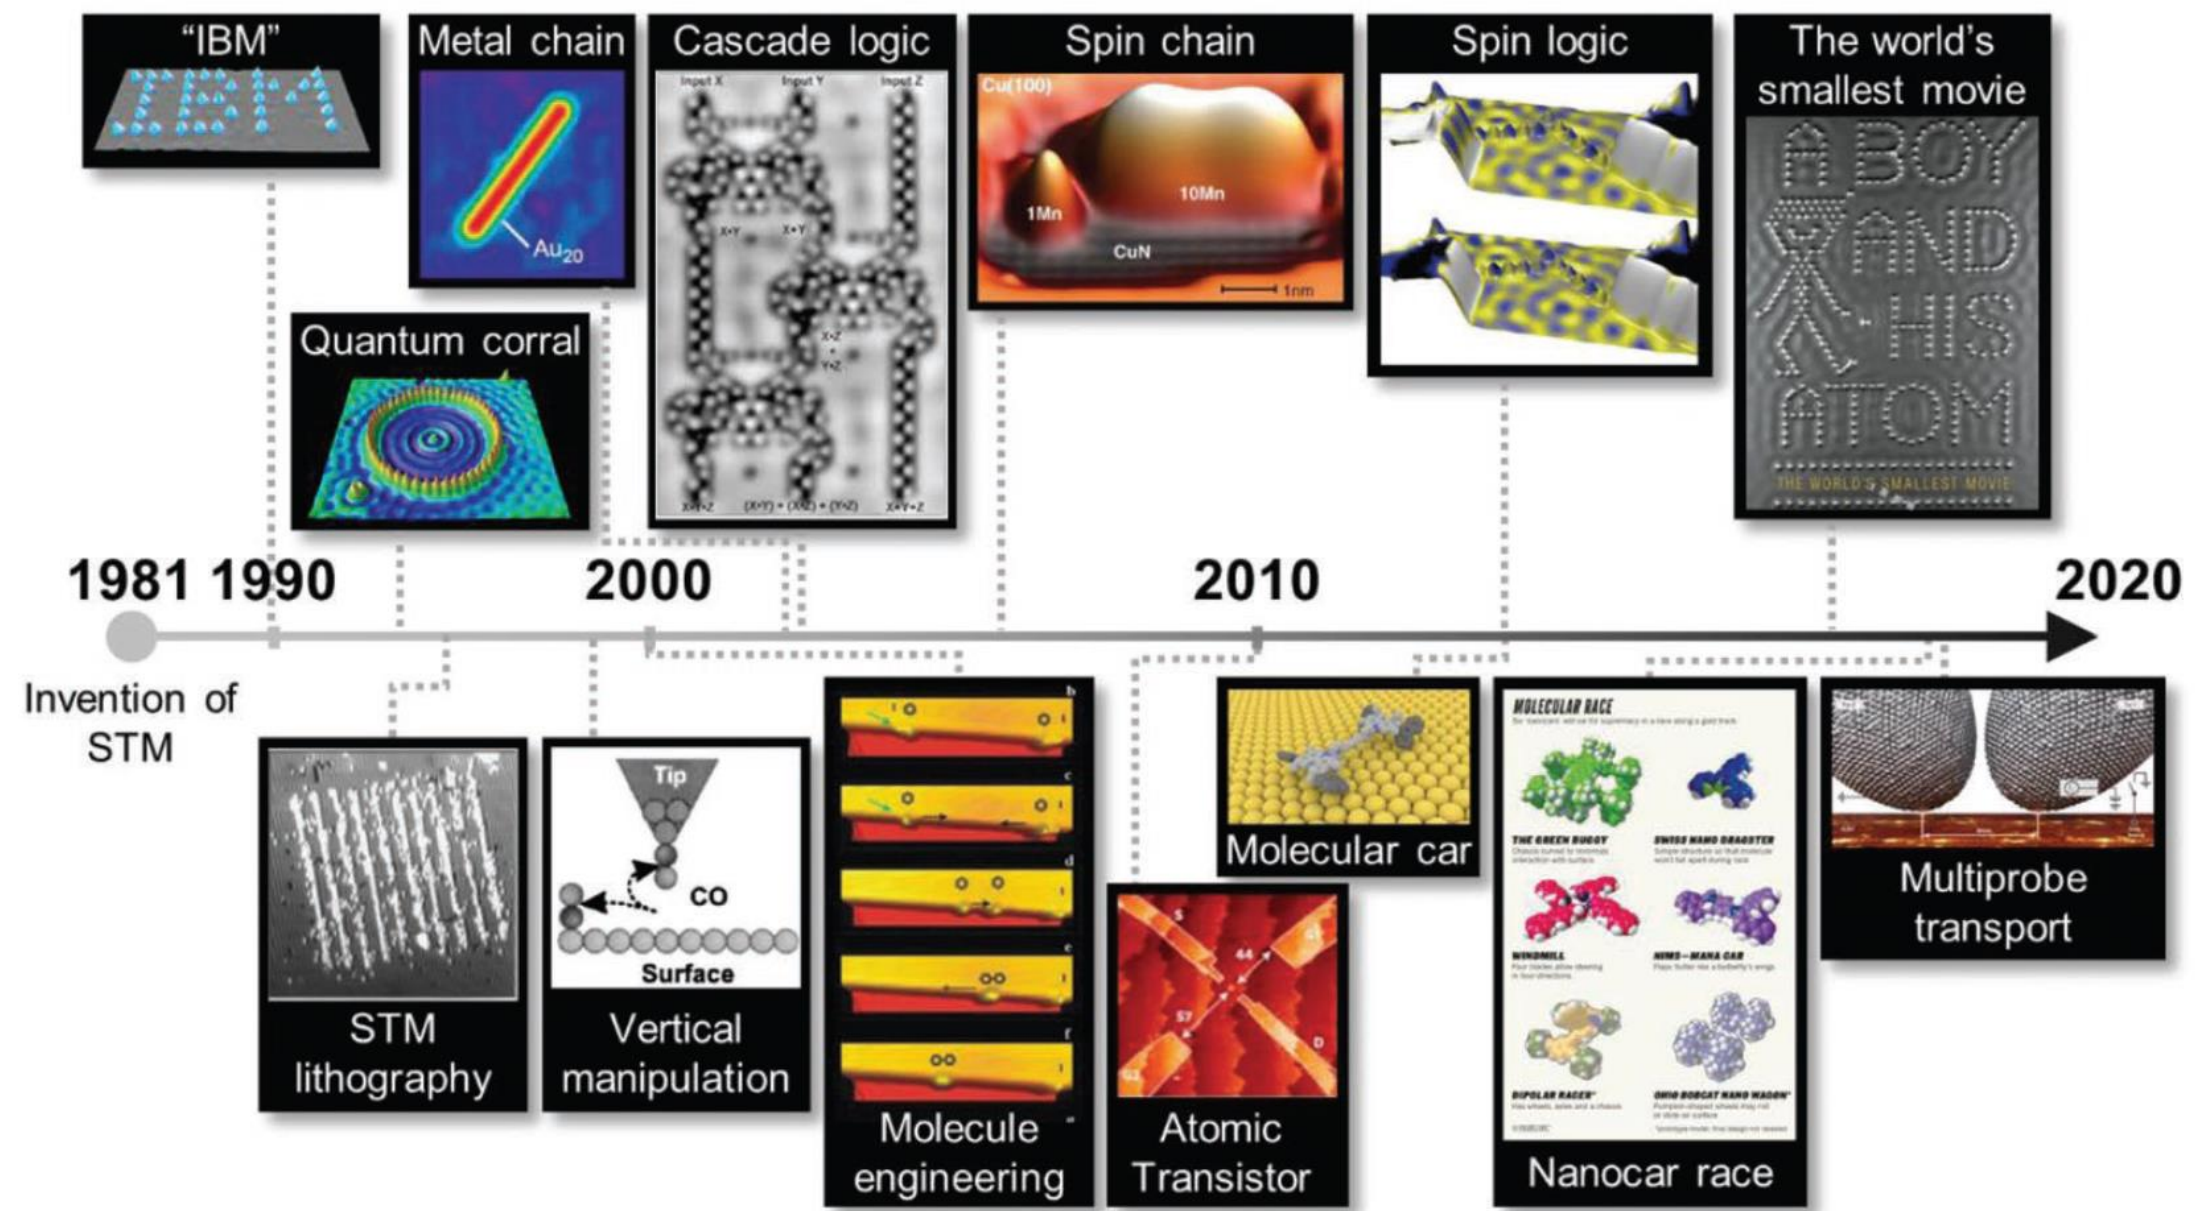 “IBM”
Metal chain
Au20
Cascade logic
Input X
Input Y
Input Z
X•Y
X•Y
X•Z
+
Y•Z
X•Y•Z
(X•Y) + (X•Z) + (Y•Z)
X+Y+Z
Spin chain
Cu(100)
1Mn
10Mn
CuN
1nm
Spin logic
The world’s
smallest movie
A BOY
AND
HIS
ATOM
THE WORLD'S SMALLEST MOVIE
Quantum corral
1981
1990
2000
2010
2020
Invention of
STM
STM
lithography
Tip
CO
Surface
Vertical
manipulation
b
c
d
e
f
Molecule
engineering
S
44
57
D
Atomic
Transistor
Molecular car
MOLECULAR RACE
THE GREEN BUGGY
SWISS NANO DRAGSTER
WINDMILL
NIMS–MANA CAR
DIPOLAR RACER*
OHIO BOBCAT NANO WAGON*
Nanocar race
Multiprobe
transport